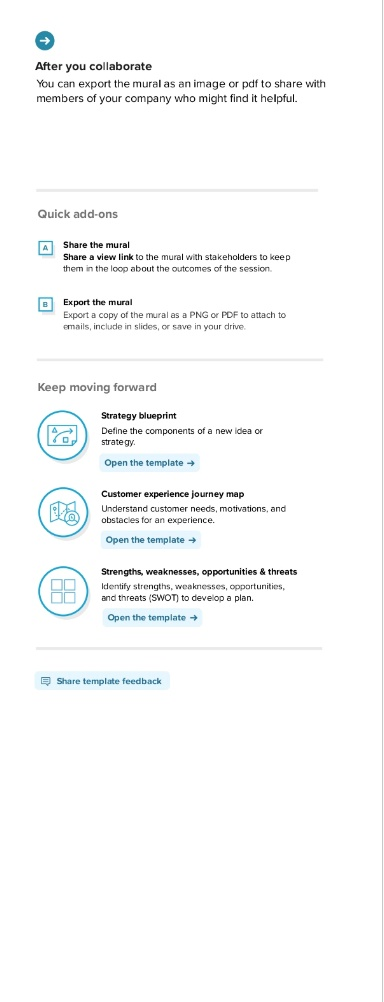 After you collaborate
You can export the mural as an image or pdf to share with
members of your company who might find it helpful.
Quick add-ons
A
Share the mural
Share a view link to the mural with stakeholders to keep
them in the loop about the outcomes of the session.
B
Export the mural
Export a copy of the mural as a PNG or PDF to attach to
emails, include in slides, or save in your drive.
Keep moving forward
Strategy blueprint
Define the components of a new idea or
strategy.
Open the template →
Customer experience journey map
Understand customer needs, motivations, and
obstacles for an experience.
Open the template →
Strengths, weaknesses, opportunities & threats
Identify strengths, weaknesses, opportunities,
and threats (SWOT) to develop a plan.
Open the template →
Share template feedback